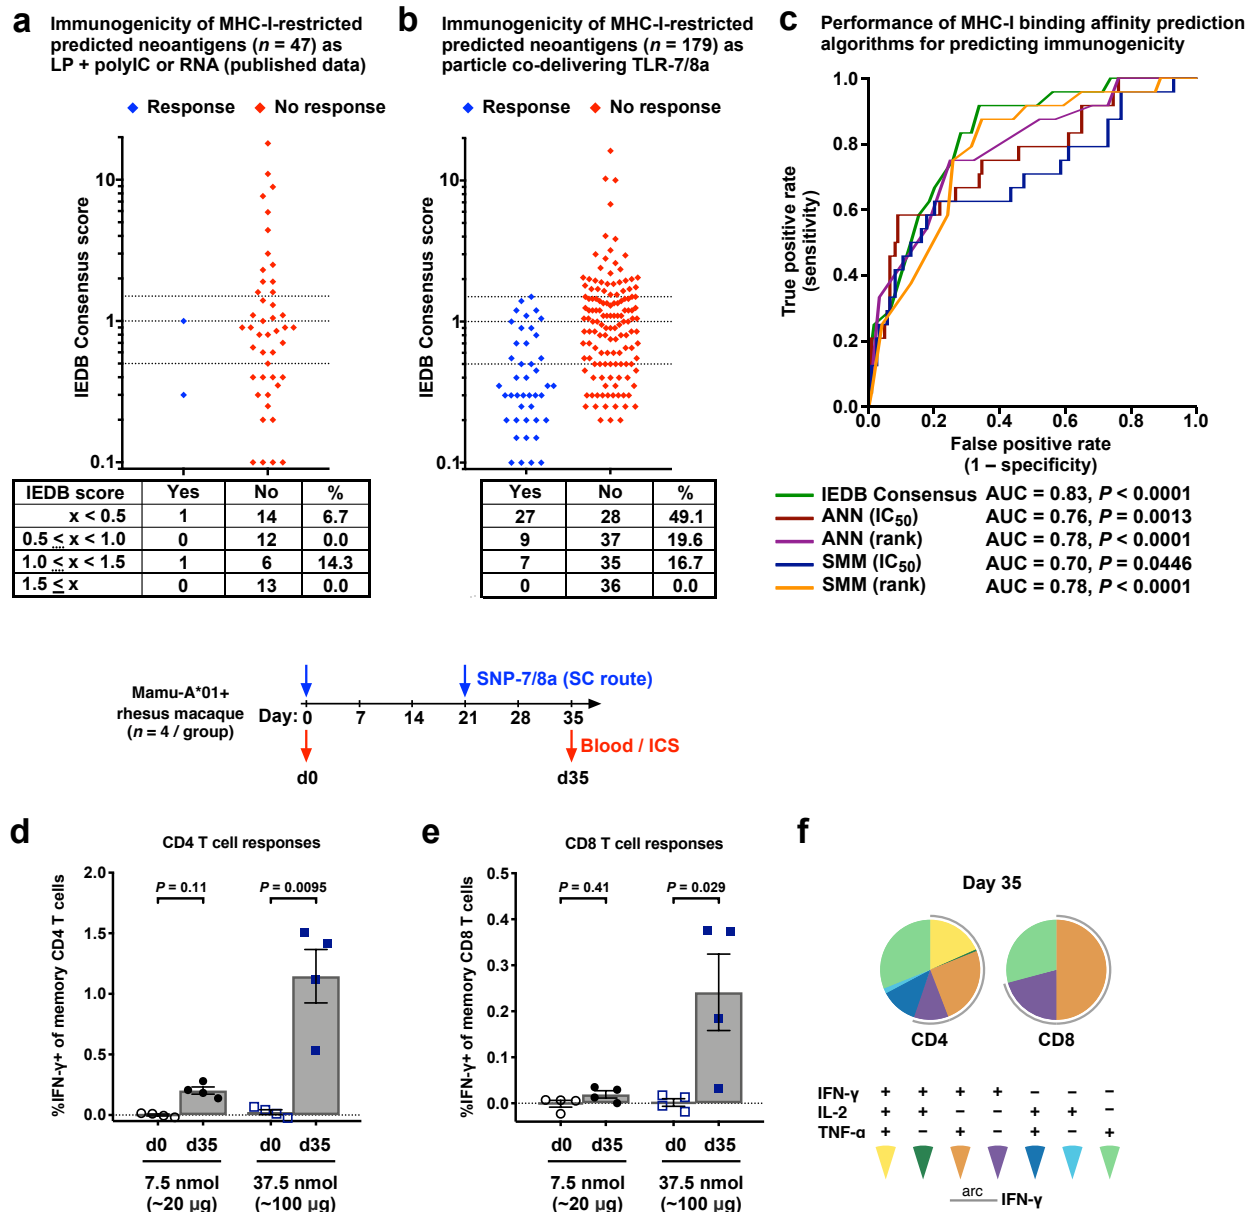 a
Immunogenicity of MHC-I-restricted
predicted neoantigens (n = 47) as
LP + polyIC or RNA (published data)
Response
No response
IEDB Consensus score
10
1
0.1
IEDB score Yes No %
x < 0.5 1 14 6.7
0.5 ≤ x < 1.0 0 12 0.0
1.0 ≤ x < 1.5 1 6 14.3
1.5 ≤ x 0 13 0.0
b
Immunogenicity of MHC-I-restricted
predicted neoantigens (n = 179) as
particle co-delivering TLR-7/8a
Response
No response
IEDB Consensus score
10
1
0.1
Yes No %
27 28 49.1
9 37 19.6
7 35 16.7
0 36 0.0
c
Performance of MHC-I binding affinity prediction
algorithms for predicting immunogenicity
True positive rate
(sensitivity)
1.0
0.8
0.6
0.4
0.2
0.0
0.0 0.2 0.4 0.6 0.8 1.0
False positive rate
(1 – specificity)
IEDB Consensus AUC = 0.83, P < 0.0001
ANN (IC50) AUC = 0.76, P = 0.0013
ANN (rank) AUC = 0.78, P < 0.0001
SMM (IC50) AUC = 0.70, P = 0.0446
SMM (rank) AUC = 0.78, P < 0.0001
SNP-7/8a (SC route)
Mamu-A*01+
rhesus macaque
(n = 4 / group)
Day: 0 7 14 21 28 35
Blood / ICS
d0 d35
d
CD4 T cell responses
%IFN-γ+ of memory CD4 T cells
2.0
1.5
1.0
0.5
0.0
P = 0.11
P = 0.0095
d0 d35 d0 d35
7.5 nmol 37.5 nmol
(~20 μg) (~100 μg)
e
CD8 T cell responses
%IFN-γ+ of memory CD8 T cells
0.5
0.4
0.3
0.2
0.1
0.0
P = 0.41
P = 0.029
d0 d35 d0 d35
7.5 nmol 37.5 nmol
(~20 μg) (~100 μg)
f
Day 35
CD4 CD8
IFN-γ + + + + – – –
IL-2 + + – – + + –
TNF-α + – + – + – +
arc IFN-γ